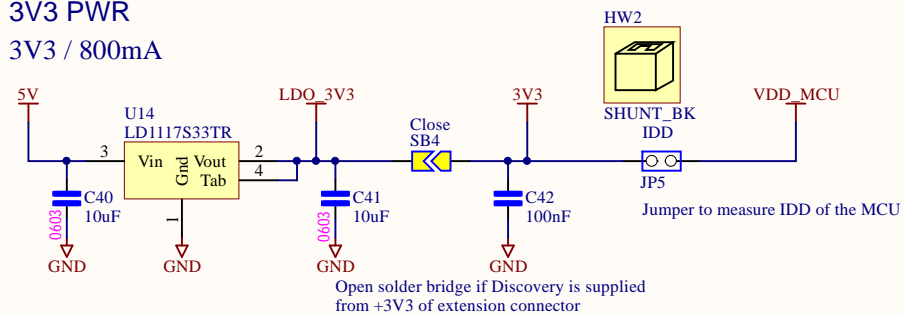 3V3 PWR
3V3 / 800mA
HW2
SHUNT_BK
5V
U14
LD1117S33TR
LDO_3V3
Close
SB4
3V3
IDD
VDD_MCU
3
Vin
Gnd
Vout
Tab
2
4
1
JP5
C40
10uF
0603
C41
10uF
0603
C42
100nF
Jumper to measure IDD of the MCU
GND
GND
GND
GND
Open solder bridge if Discovery is supplied
from +3V3 of extension connector